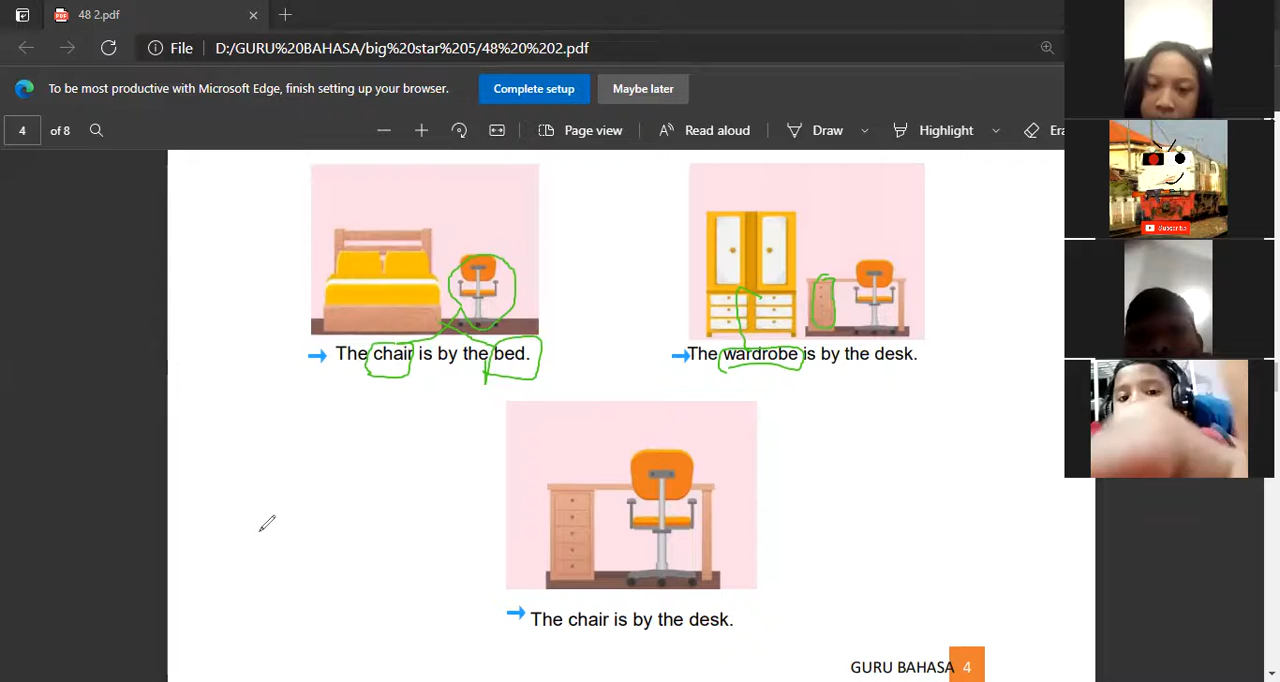 48 2.pdf
File D:/GURU%20BAHASA/big%20star%205/48%20%202.pdf
To be most productive with Microsoft Edge, finish setting up your browser. Complete setup Maybe later
4 of 8 Page view Read aloud Draw Highlight Era
The chair is by the bed. The wardrobe is by the desk.
The chair is by the desk.
GURU BAHASA 4
Subscribe